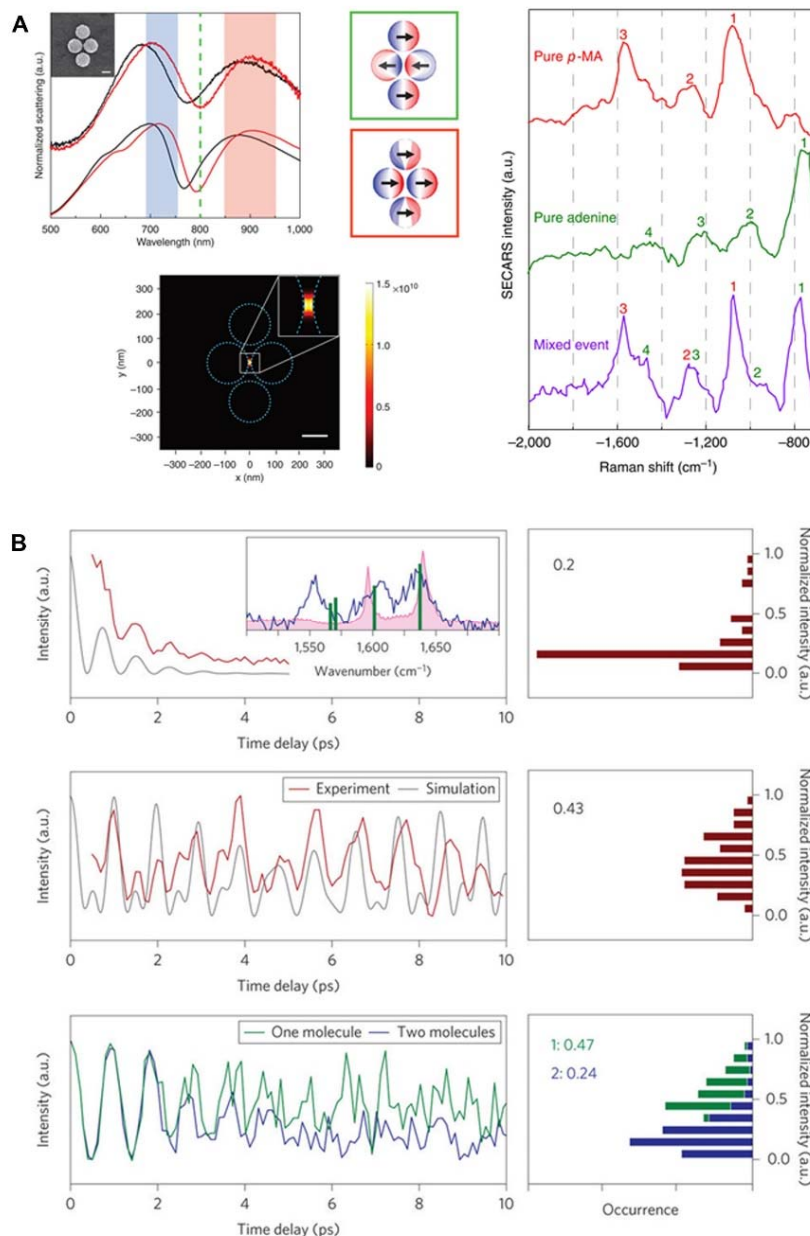 A
Normalized scattering (a.u.)
500 600 700 800 900 1,000
Wavelength (nm)
300
200
100
0
−100
−200
−300
y (nm)
−300 −200 −100 0 100 200 300
x (nm)
1.5 ×10¹⁰
1.0
0.5
0
SECARS intensity (a.u.)
Pure p-MA
3 2 1
Pure adenine
4 3 2 1
Mixed event
3 4 2 3 1 2 1
−2,000 −1,600 −1,200 −800
Raman shift (cm⁻¹)
B
Intensity (a.u.)
1,550 1,600 1,650
Wavenumber (cm⁻¹)
0 2 4 6 8 10
Time delay (ps)
0.2
1.0
0.5
0.0
Normalized intensity (a.u.)
Intensity (a.u.)
Experiment Simulation
0 2 4 6 8 10
Time delay (ps)
0.43
1.0
0.5
0.0
Normalized intensity (a.u.)
Intensity (a.u.)
One molecule Two molecules
0 2 4 6 8 10
Time delay (ps)
1: 0.47
2: 0.24
1.0
0.5
0.0
Normalized intensity (a.u.)
Occurrence